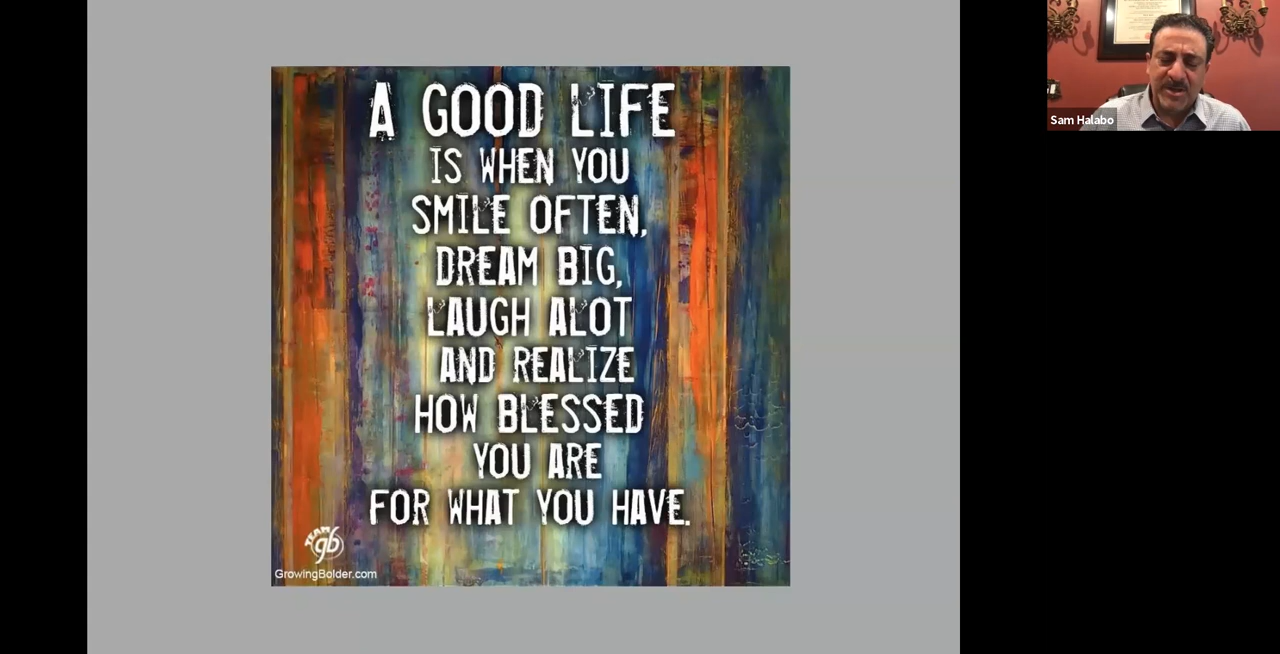 A GOOD LIFE
IS WHEN YOU
SMILE OFTEN,
DREAM BIG,
LAUGH ALOT
AND REALIZE
HOW BLESSED
YOU ARE
FOR WHAT YOU HAVE.
TEAM
gb
GrowingBolder.com
Sam Halabo